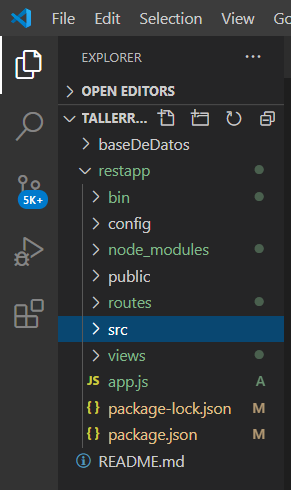 File Edit Selection View G
EXPLORER ...
OPEN EDITORS
TALLERR...
baseDeDatos
restapp
bin
config
5K+
node_modules
public
routes
src
views
JS app.js A
{} package-lock.json M
{} package.json M
README.md